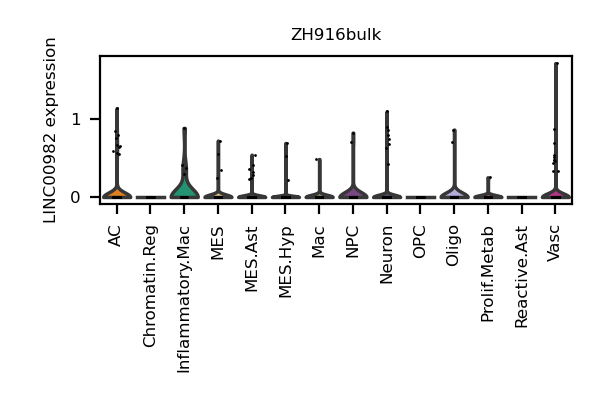 ZH916bulk
LINC00982 expression
1
0
AC
Chromatin.Reg
Inflammatory.Mac
MES
MES.Ast
MES.Hyp
Mac
NPC
Neuron
OPC
Oligo
Prolif.Metab
Reactive.Ast
Vasc